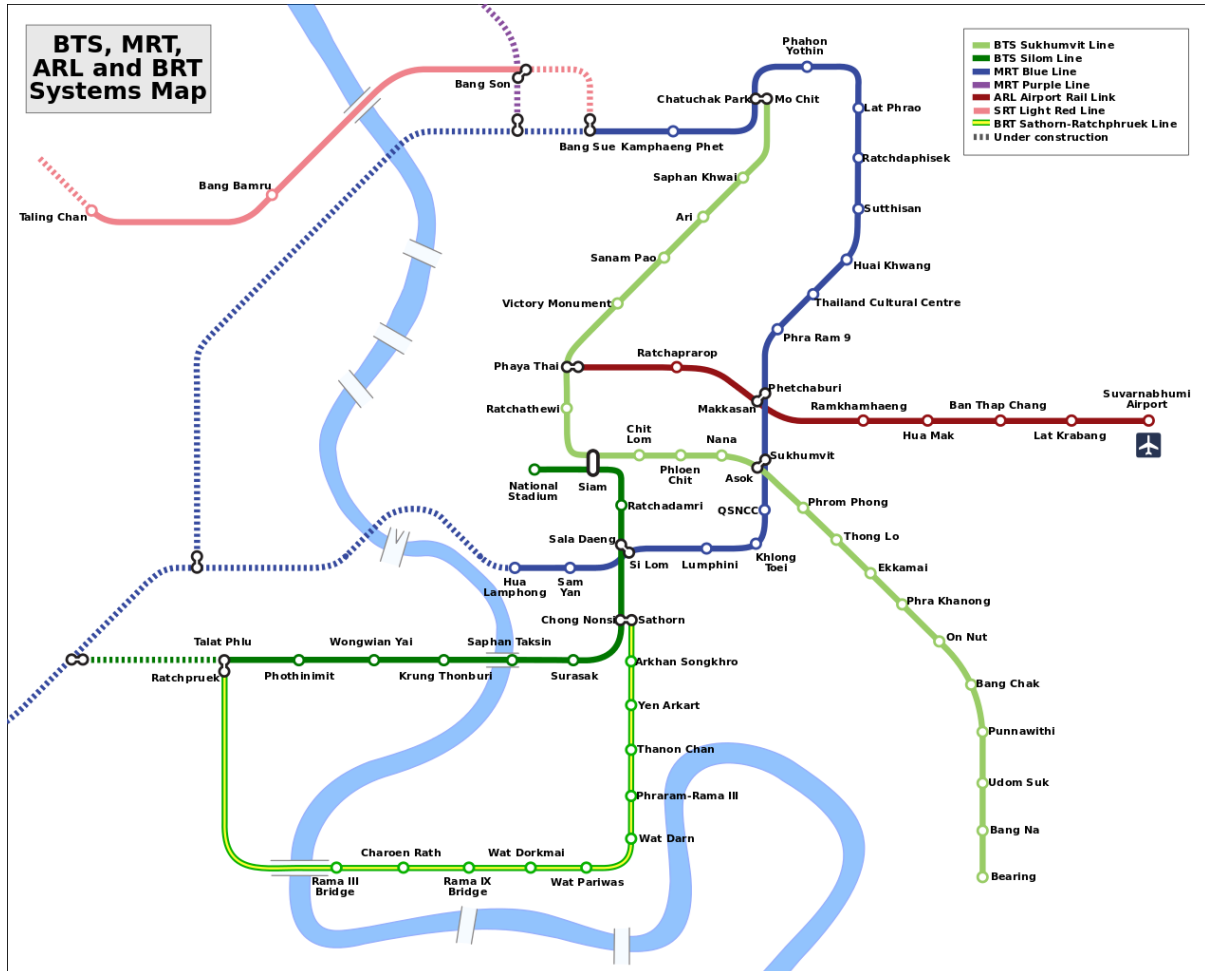 BTS, MRT,
ARL and BRT
Systems Map
BTS Sukhumvit Line
BTS Silom Line
MRT Blue Line
MRT Purple Line
ARL Airport Rail Link
SRT Light Red Line
BRT Sathorn-Ratchphruek Line
Under construction
Phahon
Yothin
Bang Son
Chatuchak Park
Mo Chit
Lat Phrao
Bang Sue
Kamphaeng Phet
Ratchdaphisek
Saphan Khwai
Bang Bamru
Taling Chan
Ari
Sutthisan
Sanam Pao
Huai Khwang
Victory Monument
Thailand Cultural Centre
Phra Ram 9
Phaya Thai
Ratchaprarop
Phetchaburi
Makkasan
Ramkhamhaeng
Hua Mak
Ban Thap Chang
Lat Krabang
Suvarnabhumi
Airport
Ratchathewi
Chit
Lom
Phloen
Chit
Nana
Sukhumvit
Asok
National
Stadium
Siam
Ratchadamri
QSNCC
Phrom Phong
Sala Daeng
Si Lom
Lumphini
Khlong
Toei
Thong Lo
Hua
Lamphong
Sam
Yan
Ekkamai
Phra Khanong
Chong Nonsi
Sathorn
On Nut
Talat Phlu
Ratchpruek
Phothinimit
Wongwian Yai
Krung Thonburi
Saphan Taksin
Surasak
Arkhan Songkhro
Bang Chak
Yen Arkart
Punnawithi
Thanon Chan
Udom Suk
Phraram-Rama III
Bang Na
Wat Darn
Bearing
Rama III
Bridge
Charoen Rath
Rama IX
Bridge
Wat Dorkmai
Wat Pariwas